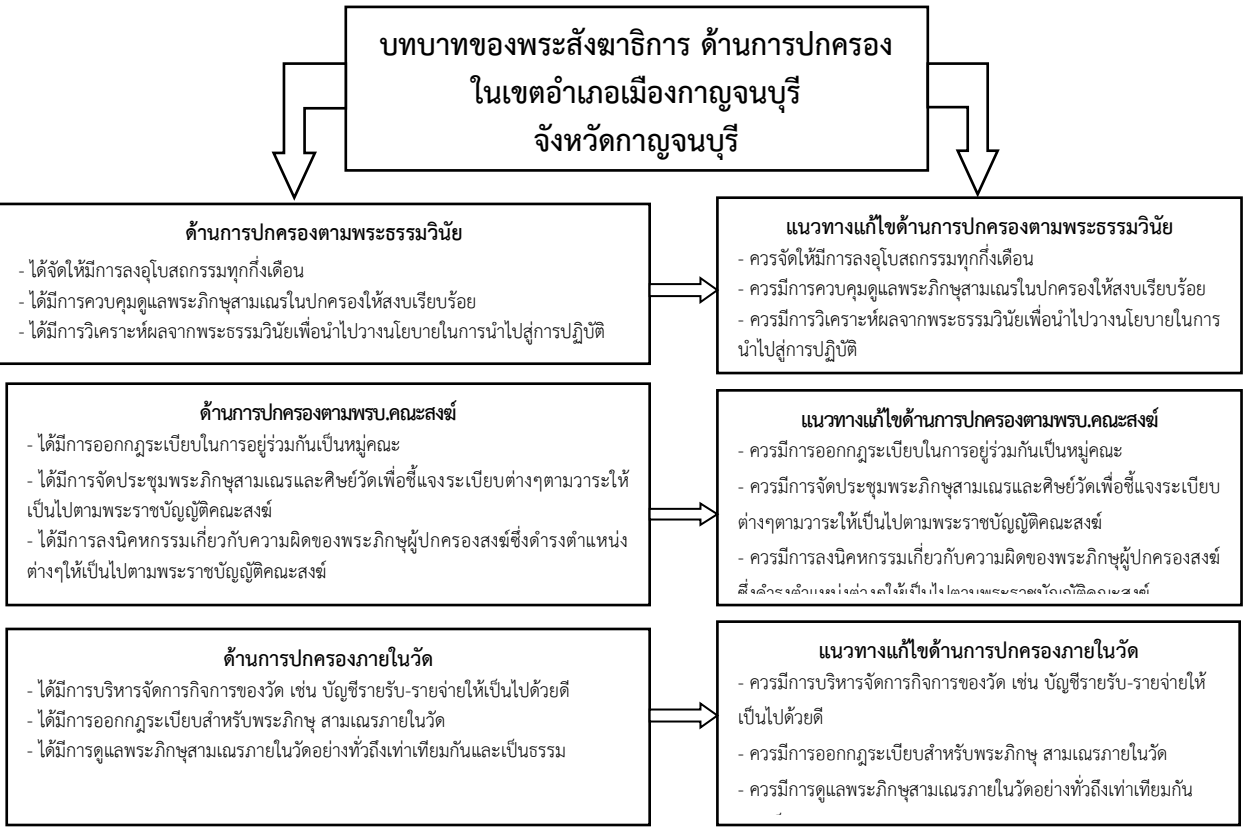 บทบาทของพระสังฆาธิการ ด้านการปกครอง
ในเขตอำเภอเมืองกาญจนบุรี
จังหวัดกาญจนบุรี
ด้านการปกครองตามพระธรรมวินัย
- ได้จัดให้มีการลงอุโบสถกรรมทุกกึ่งเดือน
- ได้มีการควบคุมดูแลพระภิกษุสามเณรในปกครองให้สงบเรียบร้อย
- ได้มีการวิเคราะห์ผลจากพระธรรมวินัยเพื่อนำไปวางนโยบายในการนำไปสู่การปฏิบัติ
แนวทางแก้ไขด้านการปกครองตามพระธรรมวินัย
- ควรจัดให้มีการลงอุโบสถกรรมทุกกึ่งเดือน
- ควรมีการควบคุมดูแลพระภิกษุสามเณรในปกครองให้สงบเรียบร้อย
- ควรมีการวิเคราะห์ผลจากพระธรรมวินัยเพื่อนำไปวางนโยบายในการ
นำไปสู่การปฏิบัติ
ด้านการปกครองตามพรบ.คณะสงฆ์
- ได้มีการออกกฎระเบียบในการอยู่ร่วมกันเป็นหมู่คณะ
- ได้มีการจัดประชุมพระภิกษุสามเณรและศิษย์วัดเพื่อชี้แจงระเบียบต่างๆตามวาระให้
เป็นไปตามพระราชบัญญัติคณะสงฆ์
- ได้มีการลงนิคหกรรมเกี่ยวกับความผิดของพระภิกษุผู้ปกครองสงฆ์ซึ่งดำรงตำแหน่ง
ต่างๆให้เป็นไปตามพระราชบัญญัติคณะสงฆ์
แนวทางแก้ไขด้านการปกครองตามพรบ.คณะสงฆ์
- ควรมีการออกกฎระเบียบในการอยู่ร่วมกันเป็นหมู่คณะ
- ควรมีการจัดประชุมพระภิกษุสามเณรและศิษย์วัดเพื่อชี้แจงระเบียบ
ต่างๆตามวาระให้เป็นไปตามพระราชบัญญัติคณะสงฆ์
- ควรมีการลงนิคหกรรมเกี่ยวกับความผิดของพระภิกษุผู้ปกครองสงฆ์
ซึ่งดำรงตำแหน่งต่างๆให้เป็นไปตามพระราชบัญญัติคณะสงฆ์
ด้านการปกครองภายในวัด
- ได้มีการบริหารจัดการกิจการของวัด เช่น บัญชีรายรับ-รายจ่ายให้เป็นไปด้วยดี
- ได้มีการออกกฎระเบียบสำหรับพระภิกษุ สามเณรภายในวัด
- ได้มีการดูแลพระภิกษุสามเณรภายในวัดอย่างทั่วถึงเท่าเทียมกันและเป็นธรรม
แนวทางแก้ไขด้านการปกครองภายในวัด
- ควรมีการบริหารจัดการกิจการของวัด เช่น บัญชีรายรับ-รายจ่ายให้
เป็นไปด้วยดี
- ควรมีการออกกฎระเบียบสำหรับพระภิกษุ สามเณรภายในวัด
- ควรมีการดูแลพระภิกษุสามเณรภายในวัดอย่างทั่วถึงเท่าเทียมกัน